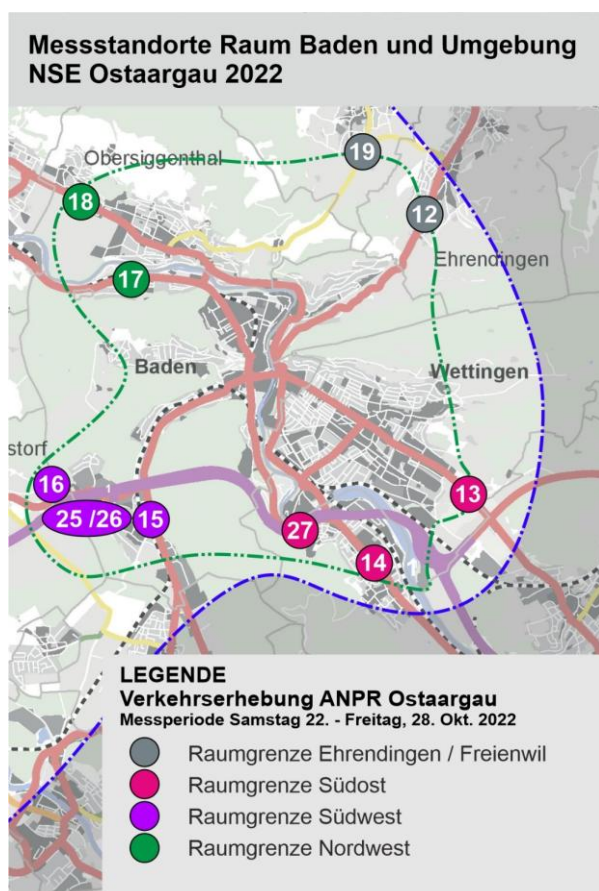 Messstandorte Raum Baden und Umgebung
NSE Ostaargau 2022
Obersiggenthal
19
18
12
17
Ehrendingen
Baden
Wettingen
storf
16
13
25 /26
15
27
14
LEGENDE
Verkehrserhebung ANPR Ostaargau
Messperiode Samstag 22. - Freitag, 28. Okt. 2022
Raumgrenze Ehrendingen / Freienwil
Raumgrenze Südost
Raumgrenze Südwest
Raumgrenze Nordwest